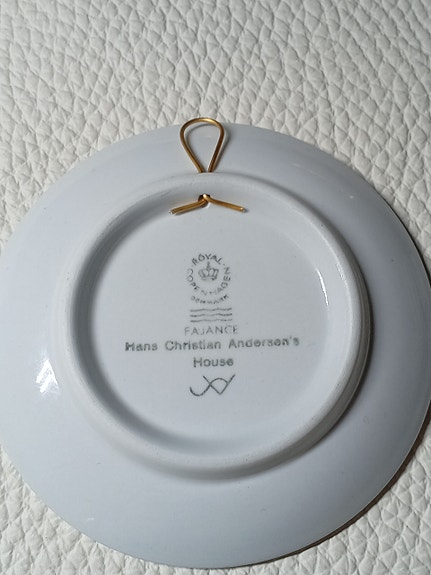 ROYAL
COPENHAGEN
DENMARK
FAJANCE
Hans Christian Andersen's
House